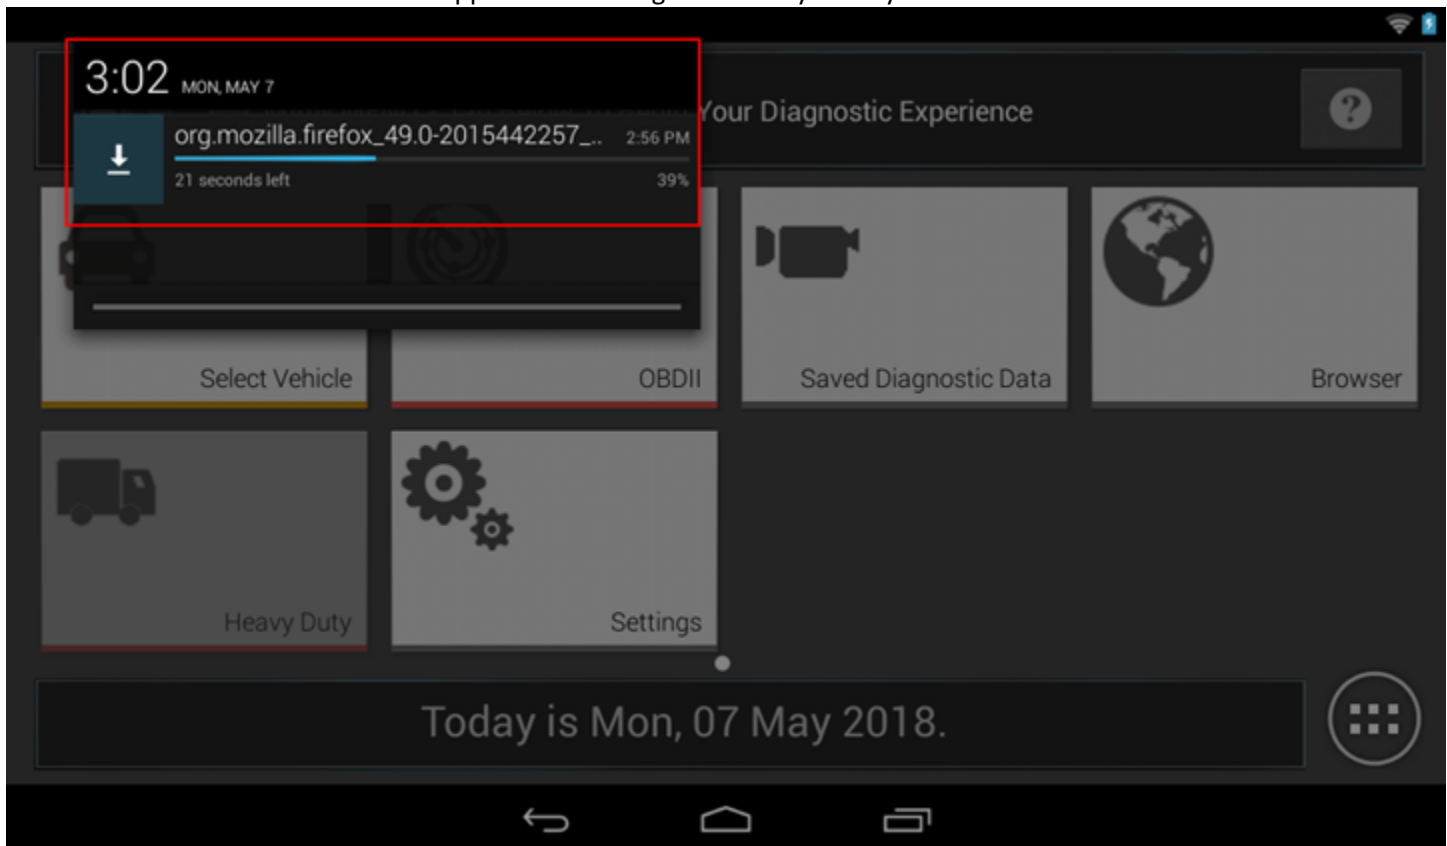 3:02 MON, MAY 7
Your Diagnostic Experience
?
org.mozilla.firefox_49.0-2015442257_.. 2:56 PM
21 seconds left 39%
Select Vehicle
OBDII
Saved Diagnostic Data
Browser
Heavy Duty
Settings
Today is Mon, 07 May 2018.